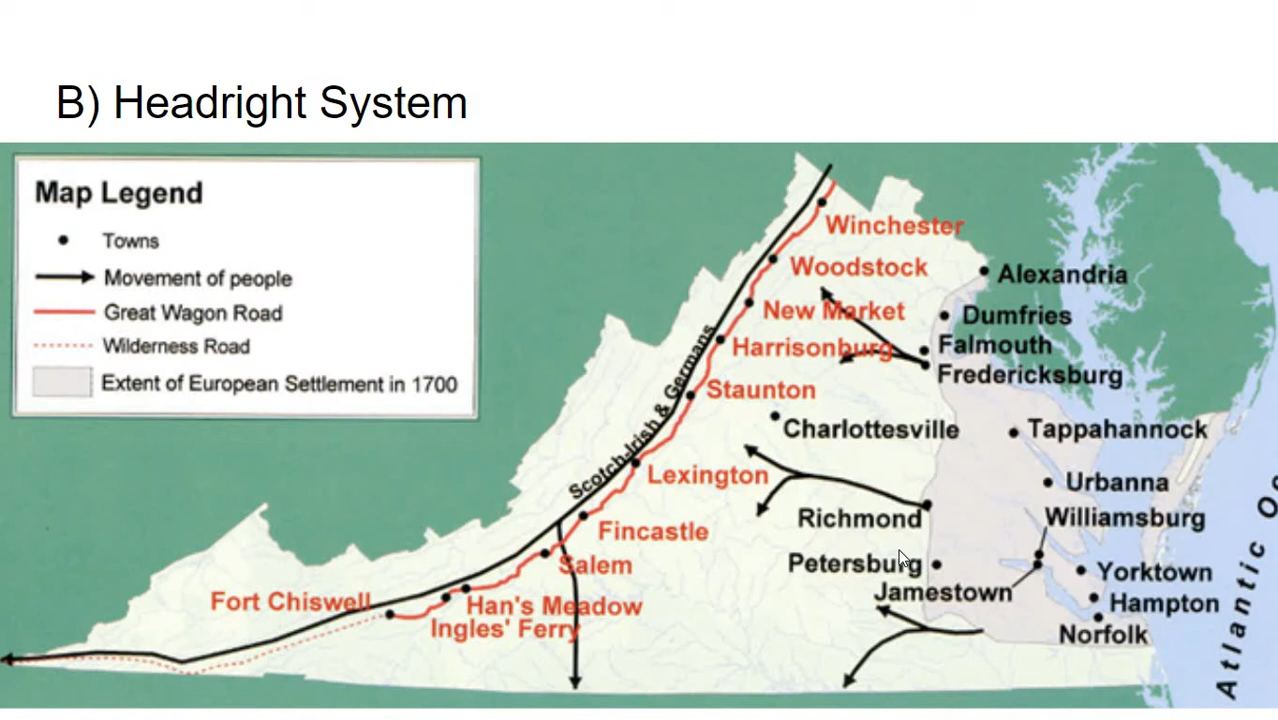 B) Headright System
Map Legend
Towns
Movement of people
Great Wagon Road
Wilderness Road
Extent of European Settlement in 1700
Winchester
Woodstock
Alexandria
New Market
Dumfries
Harrisonburg
Falmouth
Fredericksburg
Scotch-Irish & Germans
Staunton
Charlottesville
Tappahannock
Lexington
Urbanna
Richmond
Williamsburg
Fincastle
Salem
Petersburg
Yorktown
Jamestown
Fort Chiswell
Han's Meadow
Hampton
Ingles' Ferry
Norfolk
Atlantic Oc